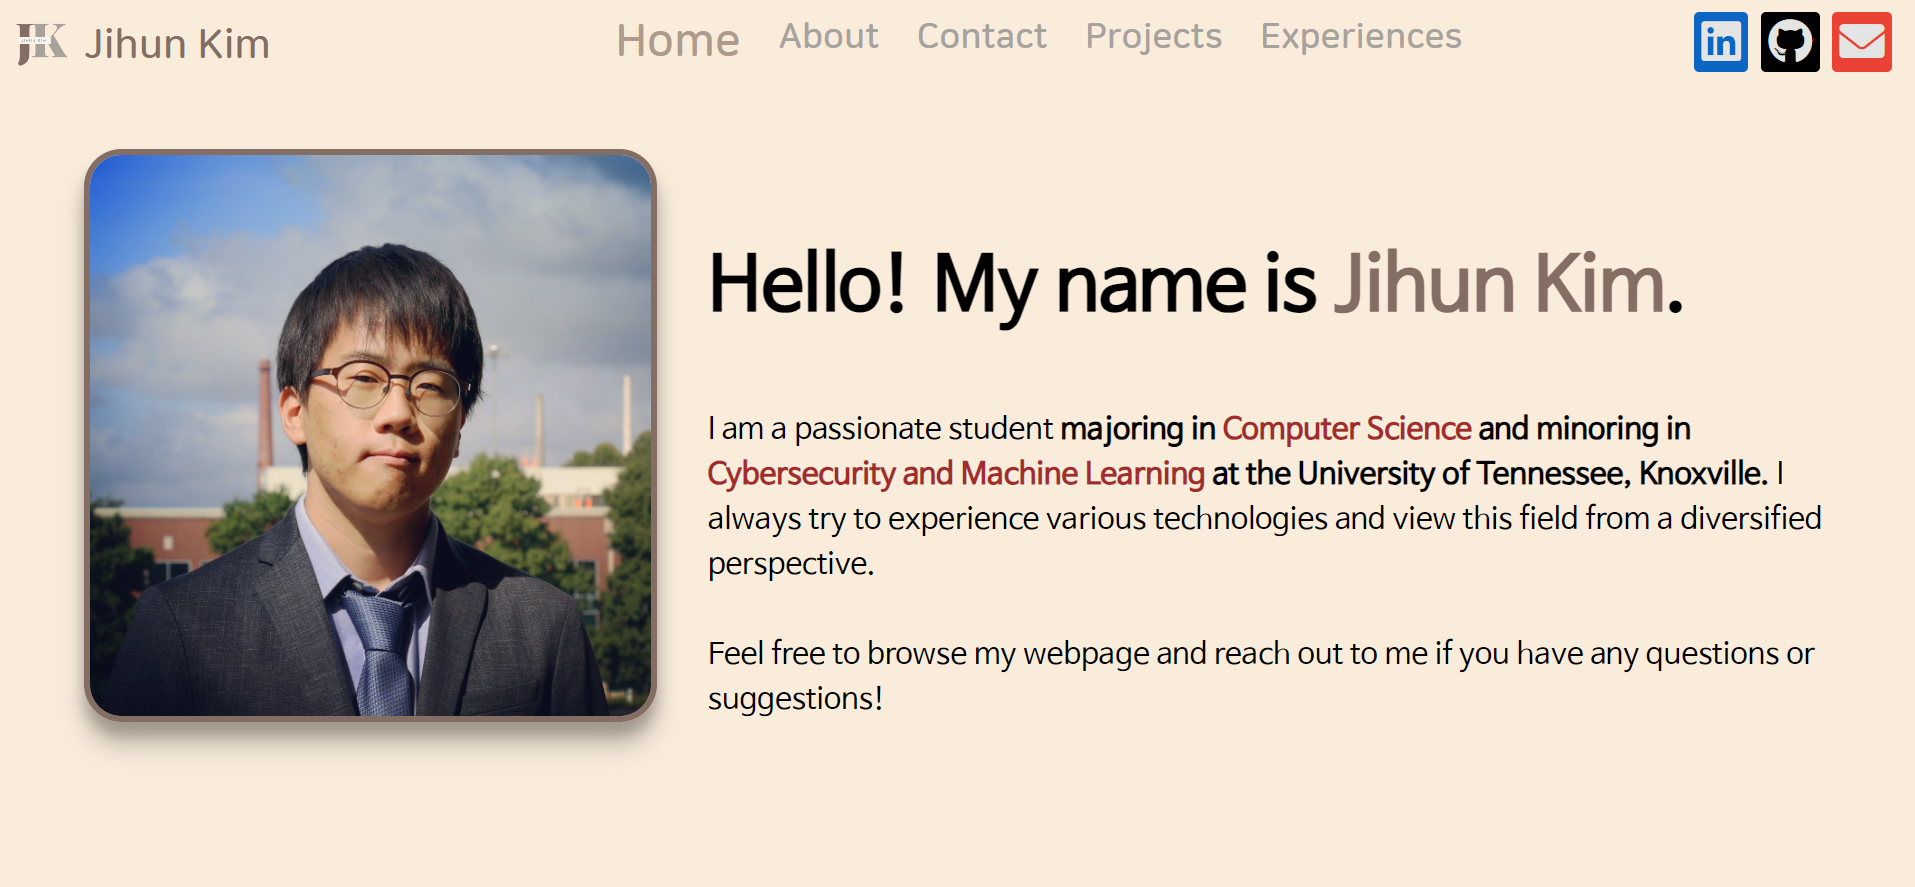 JK Jihun Kim
Home About Contact Projects Experiences
in
Hello! My name is Jihun Kim.
I am a passionate student majoring in Computer Science and minoring in
Cybersecurity and Machine Learning at the University of Tennessee, Knoxville. I
always try to experience various technologies and view this field from a diversified
perspective.
Feel free to browse my webpage and reach out to me if you have any questions or
suggestions!